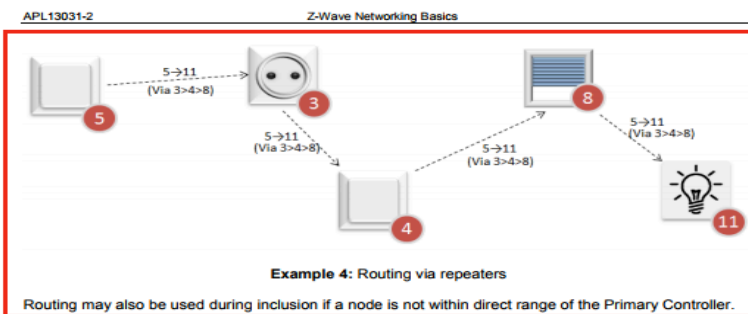 APL13031-2 Z-Wave Networking Basics
5→11
(Via 3>4>8)
5
3
5→11
(Via 3>4>8)
4
5→11
(Via 3>4>8)
8
5→11
(Via 3>4>8)
11
Example 4: Routing via repeaters
Routing may also be used during inclusion if a node is not within direct range of the Primary Controller.